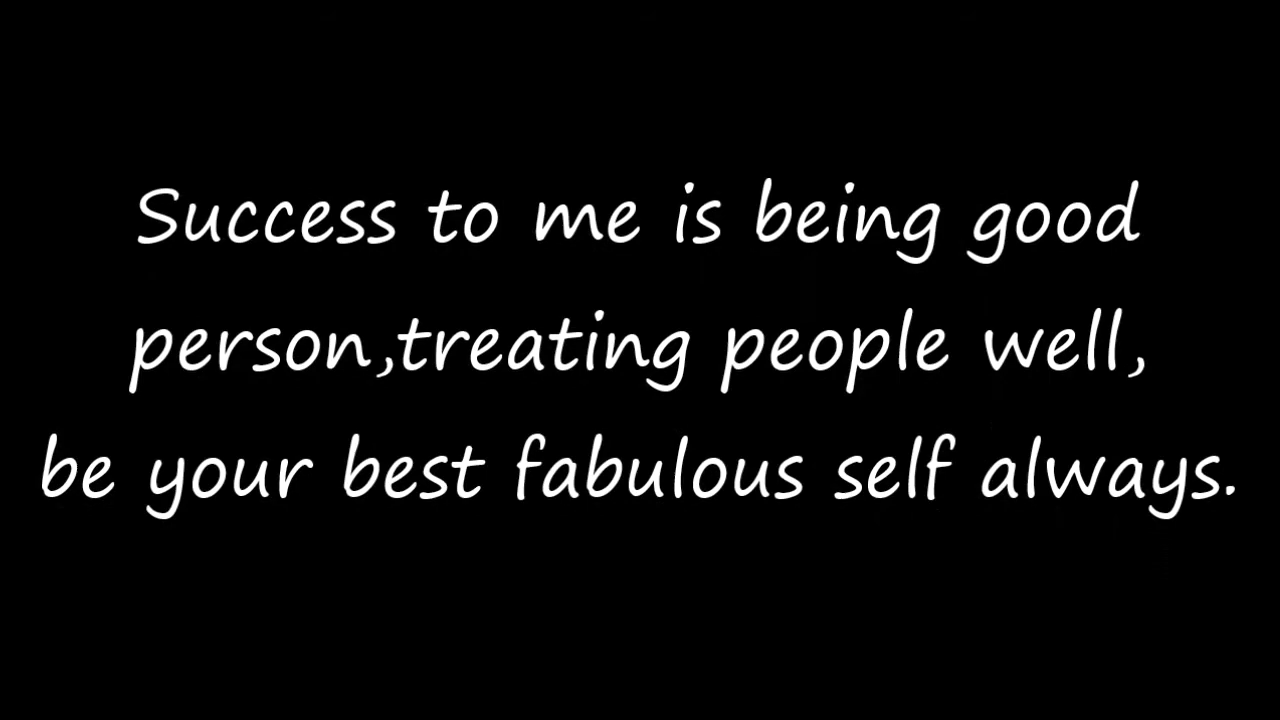 Success to me is being good
person,treating people well,
be your best fabulous self always.